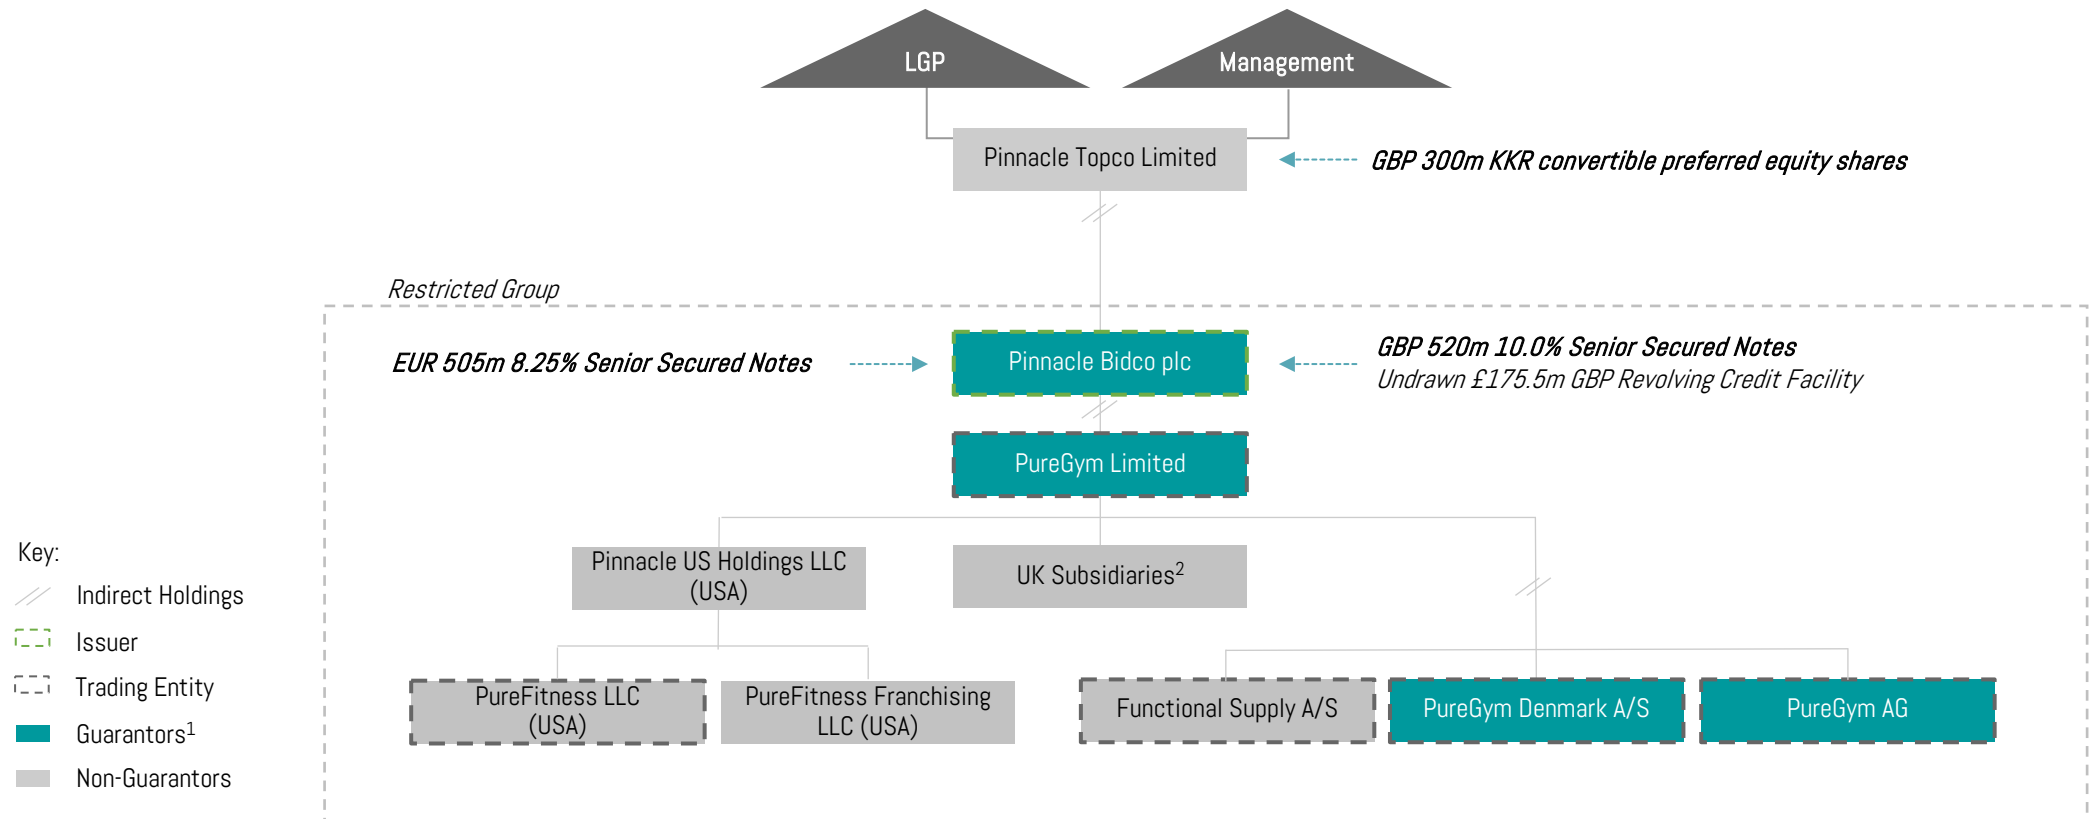 LGP
Management
Pinnacle Topco Limited
GBP 300m KKR convertible preferred equity shares
Restricted Group
EUR 505m 8.25% Senior Secured Notes
Pinnacle Bidco plc
GBP 520m 10.0% Senior Secured Notes
Undrawn £175.5m GBP Revolving Credit Facility
PureGym Limited
Pinnacle US Holdings LLC
(USA)
UK Subsidiaries2
PureFitness LLC
(USA)
PureFitness Franchising
LLC (USA)
Functional Supply A/S
PureGym Denmark A/S
PureGym AG
Key:
Indirect Holdings
Issuer
Trading Entity
Guarantors1
Non-Guarantors